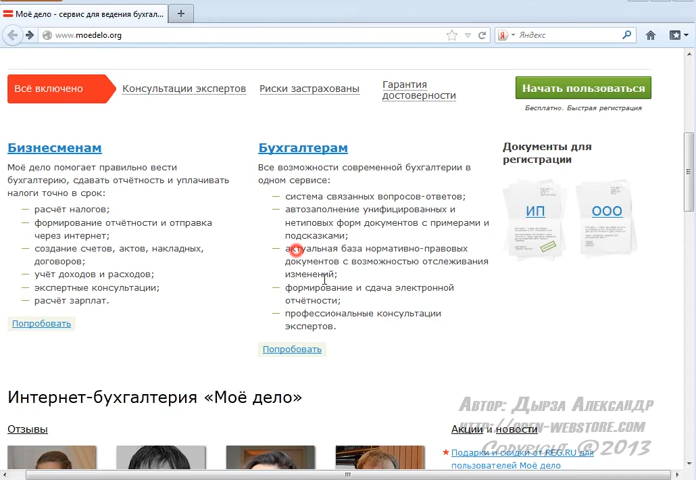 Моё дело - сервис для ведения бухгал...
www.moedelo.org
Яндекс
Всё включено
Консультации экспертов
Риски застрахованы
Гарантия
достоверности
Начать пользоваться
Бесплатно. Быстрая регистрация
Бизнесменам
Моё дело помогает правильно вести
бухгалтерию, сдавать отчётность и уплачивать
налоги точно в срок:
— расчёт налогов;
— формирование отчётности и отправка
через интернет;
— создание счетов, актов, накладных,
договоров;
— учёт доходов и расходов;
— экспертные консультации;
— расчёт зарплат.
Попробовать
Бухгалтерам
Все возможности современной бухгалтерии в
одном сервисе:
— система связанных вопросов-ответов;
— автозаполнение унифицированных и
нетиповых форм документов с примерами и
подсказками;
— актуальная база нормативно-правовых
документов с возможностью отслеживания
изменений;
— формирование и сдача электронной
отчётности;
— профессиональные консультации
экспертов.
Попробовать
Документы для
регистрации
ИП
ООО
Интернет-бухгалтерия «Моё дело»
Отзывы
Акции и новости
Подарки и скидки от REG.RU для
пользователей Моё дело
Автор: Дырза Александр
http://open-webstore.com
Copyright @2013